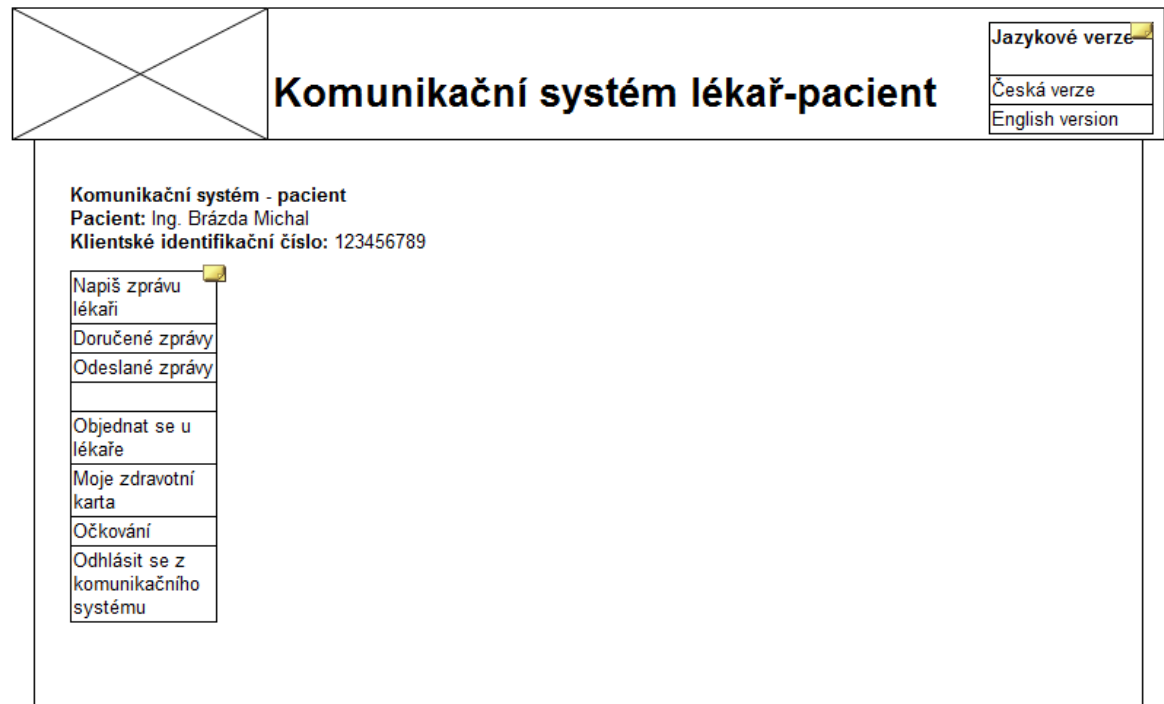 Jazykové verze
Komunikační systém lékař-pacient
Česká verze
English version
Komunikační systém - pacient
Pacient: Ing. Brázda Michal
Klientské identifikační číslo: 123456789
Napiš zprávu
lékaři
Doručené zprávy
Odeslané zprávy
Objednat se u
lékaře
Moje zdravotní
karta
Očkování
Odhlásit se z
komunikačního
systému